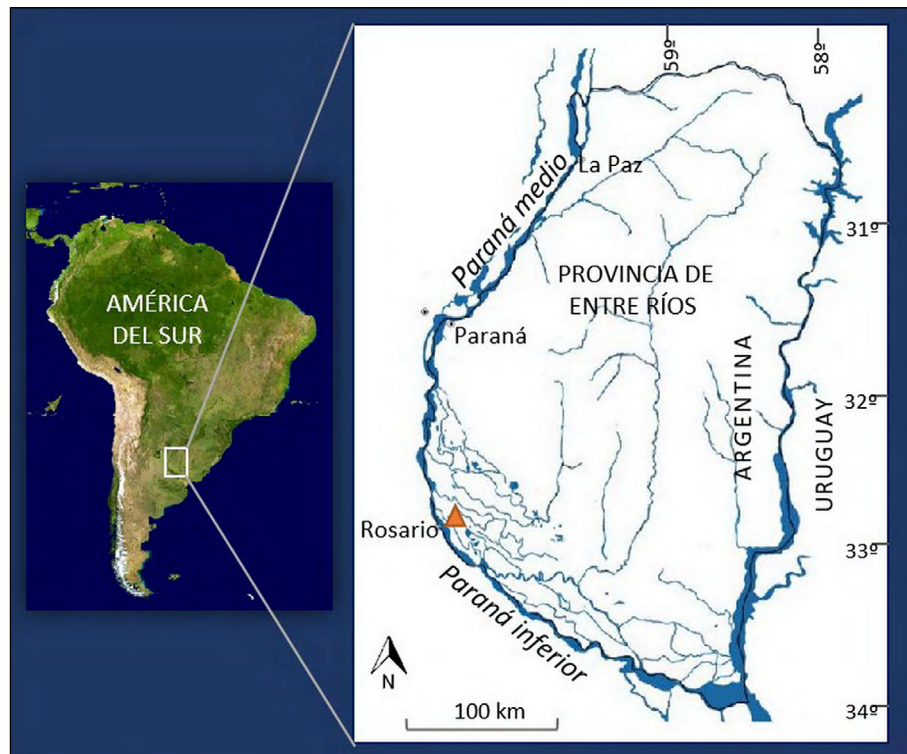 AMÉRICA
DEL SUR
59º
58º
La Paz
Paraná medio
31º
PROVINCIA DE
ENTRE RÍOS
Paraná
ARGENTINA
URUGUAY
32º
Rosario
33º
Paraná inferior
N
100 km
34º